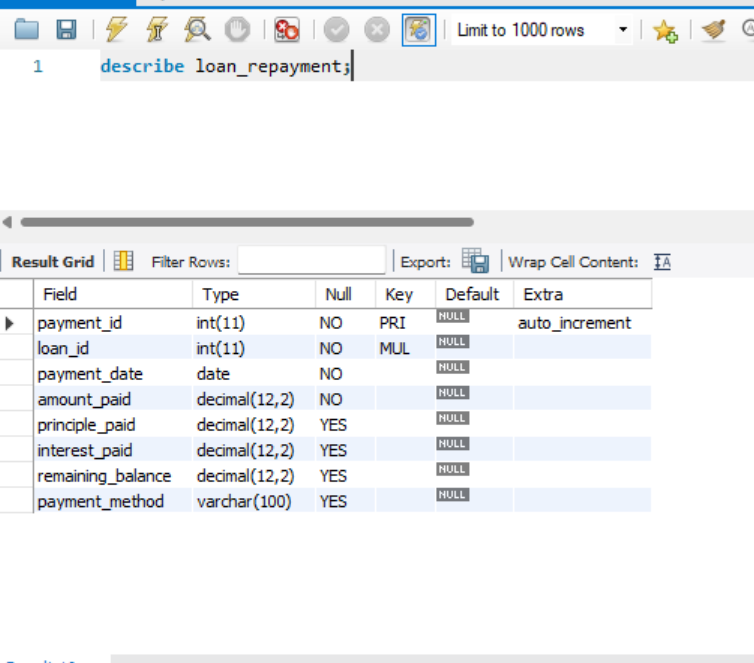 Limit to 1000 rows
1 describe loan_repayment;
Result Grid Filter Rows: Export: Wrap Cell Content: IA
Field Type Null Key Default Extra
payment_id int(11) NO PRI NULL auto_increment
loan_id int(11) NO MUL NULL
payment_date date NO NULL
amount_paid decimal(12,2) NO NULL
principle_paid decimal(12,2) YES NULL
interest_paid decimal(12,2) YES NULL
remaining_balance decimal(12,2) YES NULL
payment_method varchar(100) YES NULL